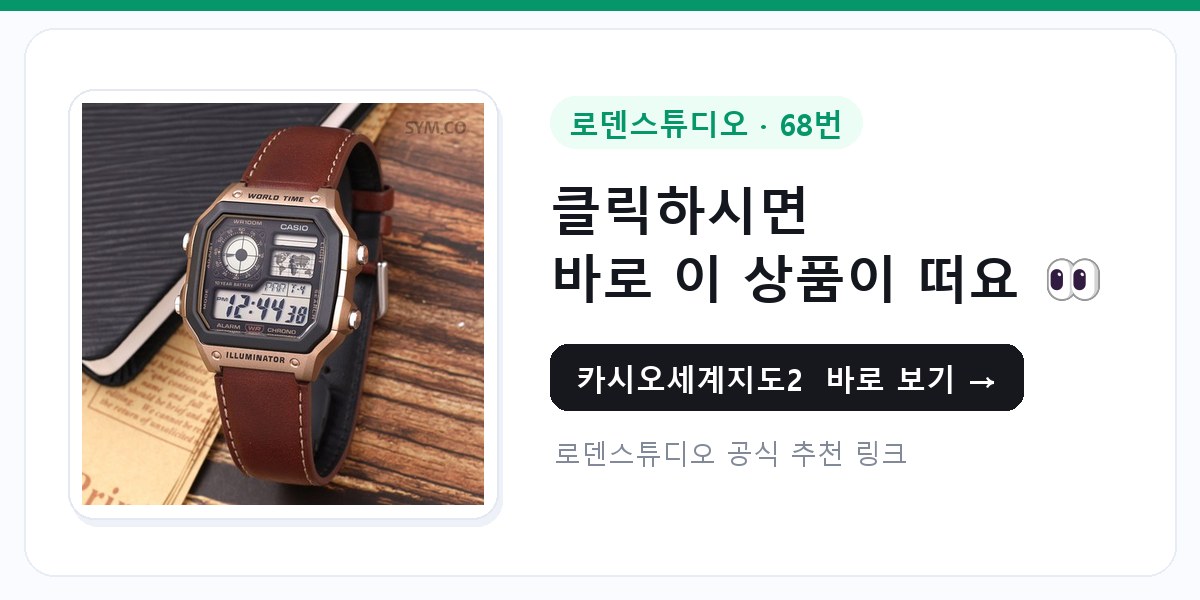 로덴스튜디오 · 68번
클릭하시면
바로 이 상품이 떠요 👀
카시오세계지도2 바로 보기 →
로덴스튜디오 공식 추천 링크
SYM.CO
WORLD TIME
WR100M
CASIO
10 YEAR BATTERY
PAR
PM 12:44 38
ALARM WR CHRONO
ILLUMINATOR